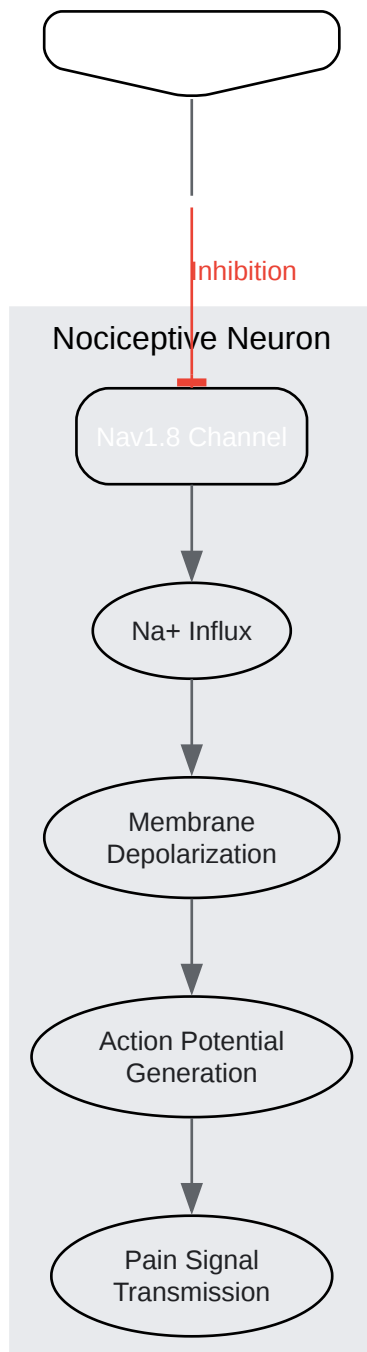 Inhibition
Nociceptive Neuron
Nav1.8 Channel
Na+ Influx
Membrane
Depolarization
Action Potential
Generation
Pain Signal
Transmission